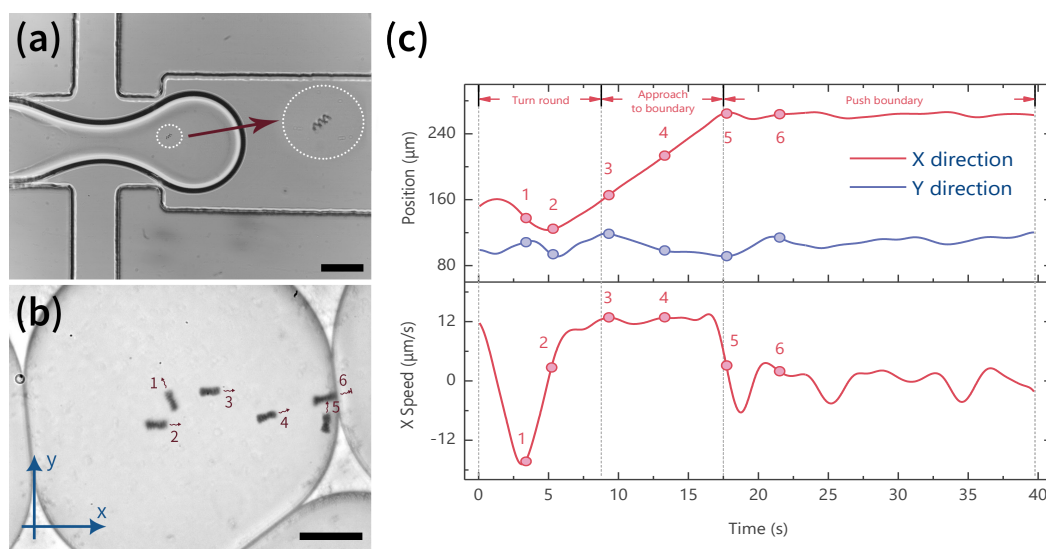 (a)
(b)
1
2
3
4
5
6
y
x
(c)
Turn round
Approach
to boundary
Push boundary
Position (μm)
240
160
80
1
2
3
4
5
6
X direction
Y direction
X Speed (μm/s)
12
0
-12
1
2
3
4
5
6
0
5
10
15
20
25
30
35
40
Time (s)